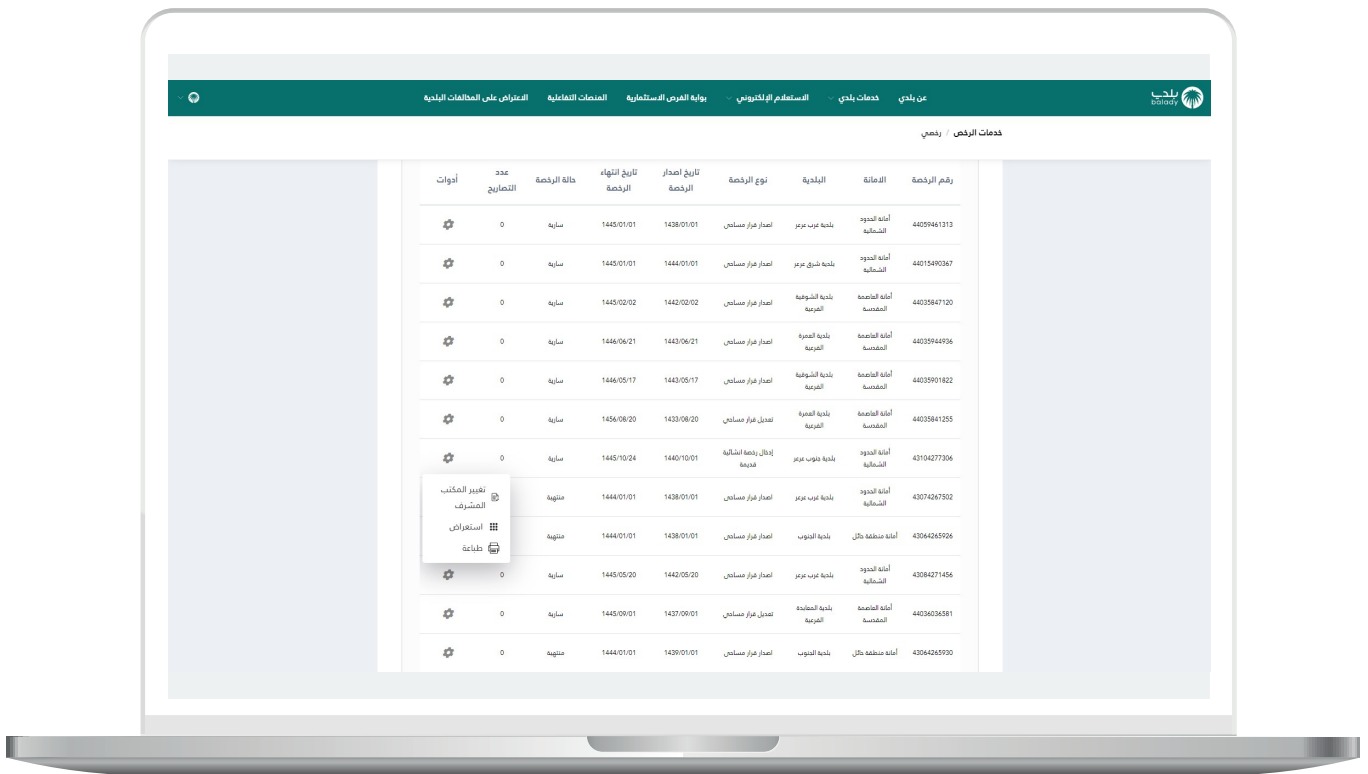 بلدي
balady
عن بلدي خدمات بلدي الاستعلام الإلكتروني بوابة الفرص الاستثمارية المنصات التفاعلية الاعتراض على المخالفات البلدية
خدمات الرخص / رخصي
رقم الرخصة الامانة البلدية نوع الرخصة تاريخ اصدار الرخصة تاريخ انتهاء الرخصة حالة الرخصة عدد التصاريح أدوات
44059461313 أمانة الحدود الشمالية بلدية غرب عرعر اصدار قرار مساحي 1438/01/01 1445/01/01 سارية 0
44015490367 أمانة الحدود الشمالية بلدية شرق عرعر اصدار قرار مساحي 1444/01/01 1445/01/01 سارية 0
44035847120 أمانة العاصمة المقدسة بلدية الشوقية الفرعية اصدار قرار مساحي 1442/02/02 1445/02/02 سارية 0
44035944936 أمانة العاصمة المقدسة بلدية العمرة الفرعية اصدار قرار مساحي 1443/06/21 1446/06/21 سارية 0
44035901822 أمانة العاصمة المقدسة بلدية الشوقية الفرعية اصدار قرار مساحي 1443/05/17 1446/05/17 سارية 0
44035841255 أمانة العاصمة المقدسة بلدية العمرة الفرعية تعديل قرار مساحي 1433/08/20 1456/08/20 سارية 0
43104277306 أمانة الحدود الشمالية بلدية جنوب عرعر إدخال رخصة انشائية قديمة 1440/10/01 1445/10/24 سارية 0
43074267502 أمانة الحدود الشمالية بلدية غرب عرعر اصدار قرار مساحي 1438/01/01 1444/01/01 منتهية
43064265926 أمانة منطقة حائل بلدية الجنوب اصدار قرار مساحي 1438/01/01 1444/01/01 منتهية
تغيير المكتب المشرف
استعراض
طباعة
43084271456 أمانة الحدود الشمالية بلدية غرب عرعر اصدار قرار مساحي 1442/05/20 1445/05/20 سارية 0
44036036581 أمانة العاصمة المقدسة بلدية المعابدة الفرعية تعديل قرار مساحي 1437/09/01 1445/09/01 سارية 0
43064265930 أمانة منطقة حائل بلدية الجنوب اصدار قرار مساحي 1439/01/01 1444/01/01 منتهية 0